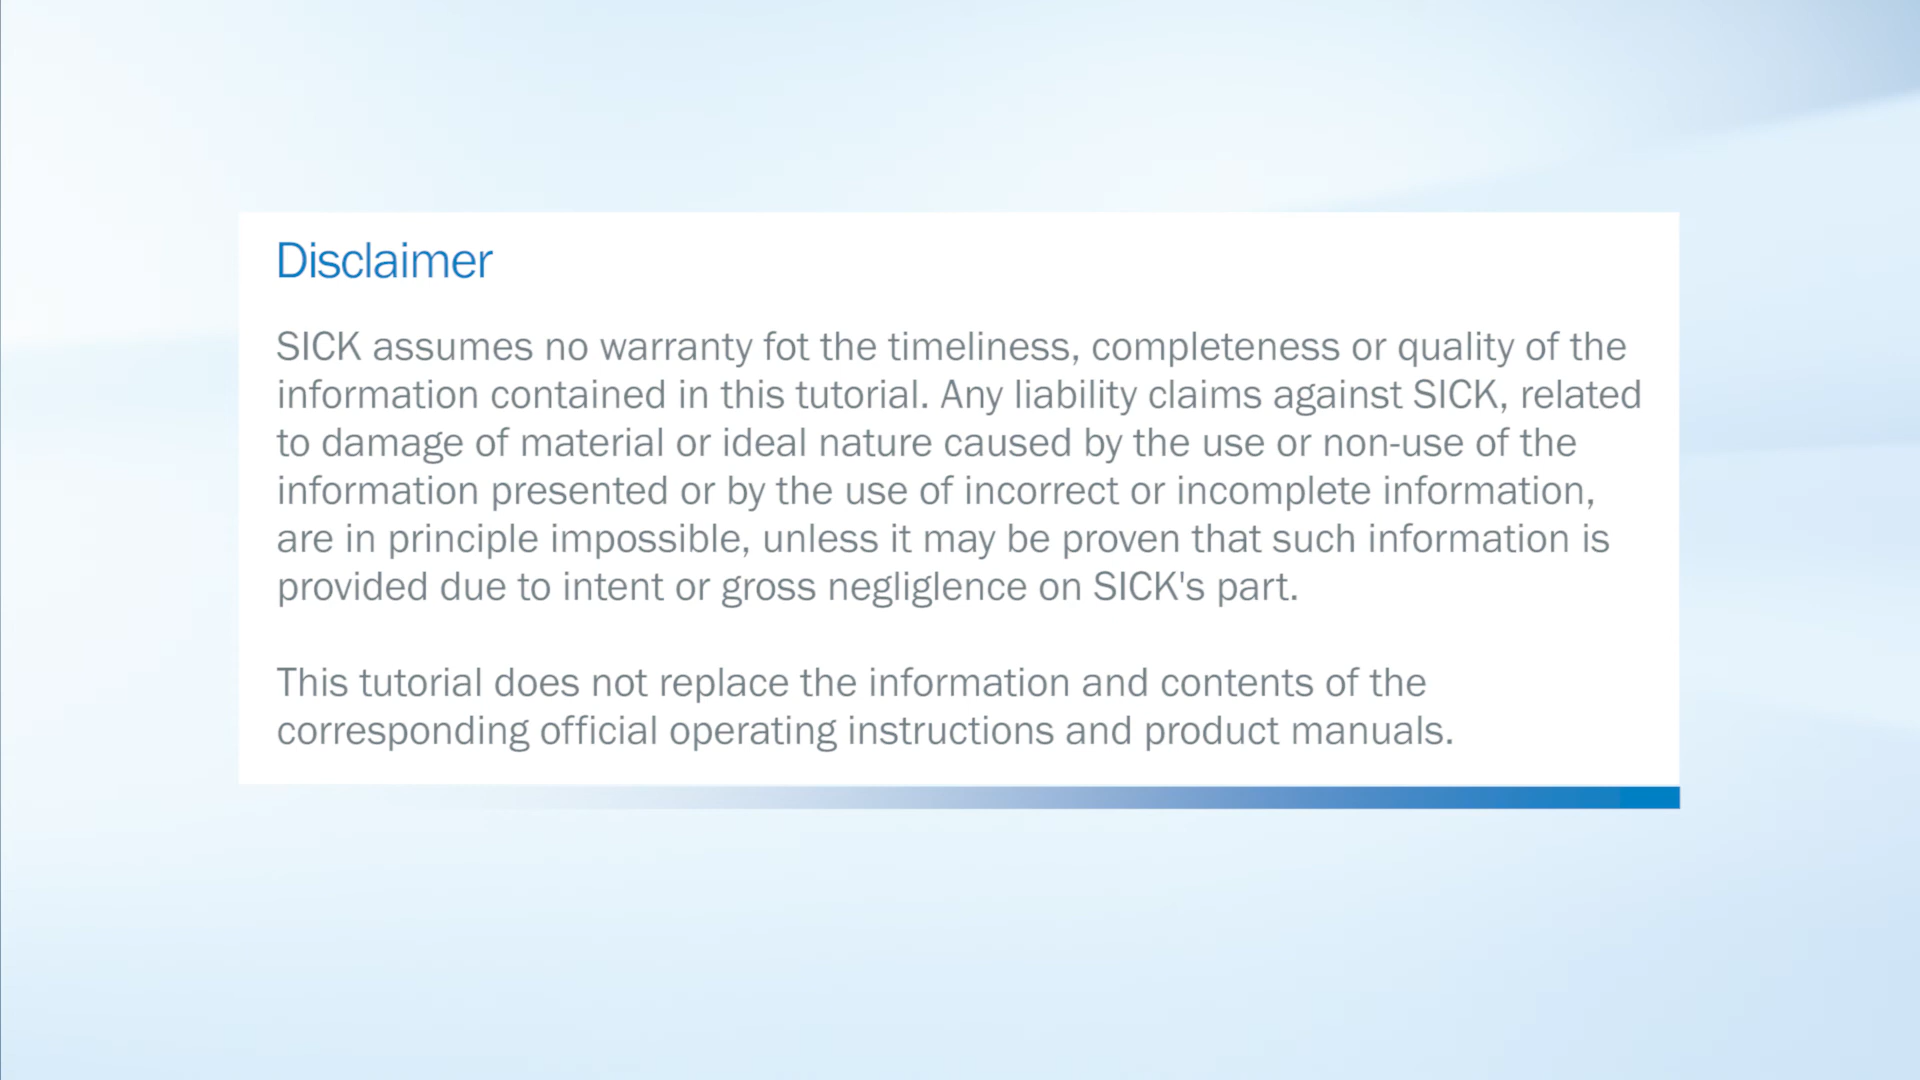 Disclaimer
SICK assumes no warranty fot the timeliness, completeness or quality of the
information contained in this tutorial. Any liability claims against SICK, related
to damage of material or ideal nature caused by the use or non-use of the
information presented or by the use of incorrect or incomplete information,
are in principle impossible, unless it may be proven that such information is
provided due to intent or gross negliglence on SICK's part.
This tutorial does not replace the information and contents of the
corresponding official operating instructions and product manuals.